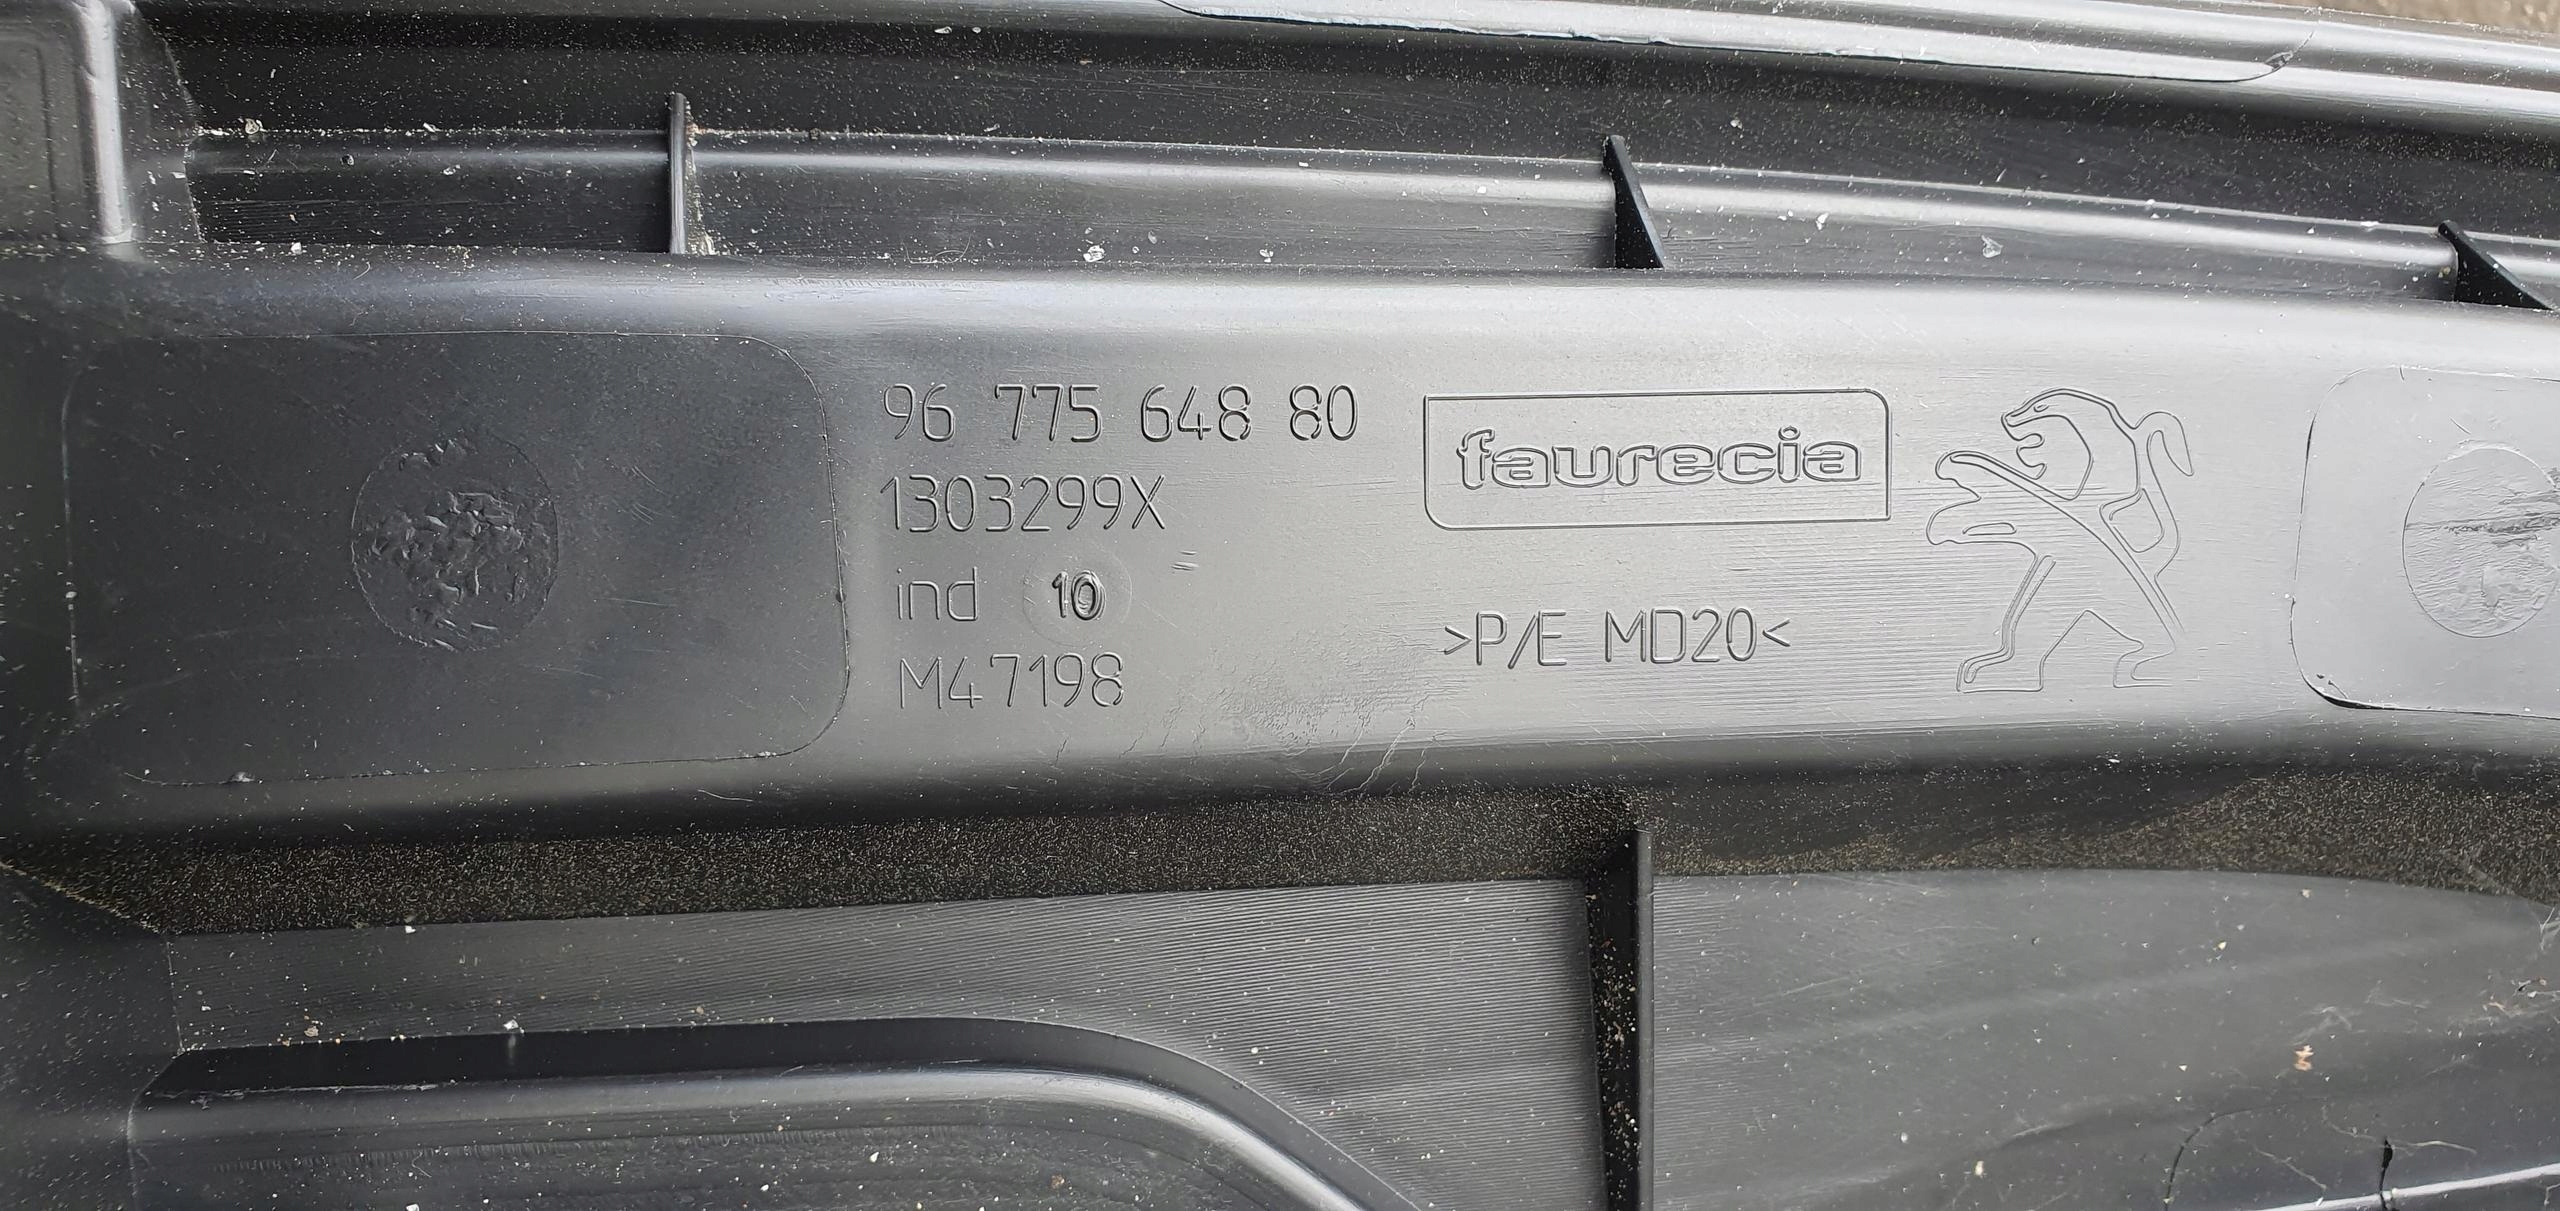 96 775 648 80
1303299X
ind 10
M47198
faurecia
>P/E MD20<